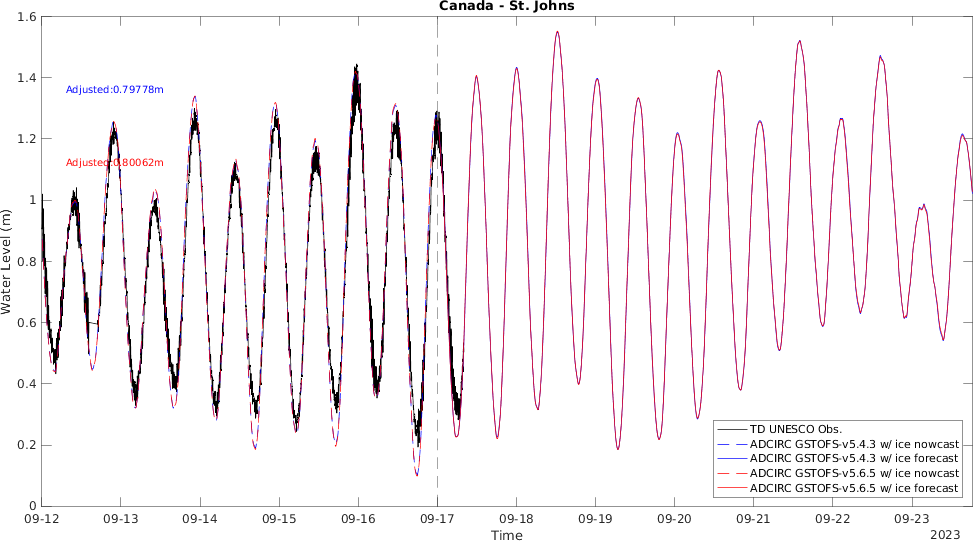 Canada - St. Johns
1.6
1.4
1.2
1
0.8
0.6
0.4
0.2
0
Water Level (m)
Adjusted:0.79778m
Adjusted:0.80062m
TD UNESCO Obs.
ADCIRC GSTOFS-v5.4.3 w/ ice nowcast
ADCIRC GSTOFS-v5.4.3 w/ ice forecast
ADCIRC GSTOFS-v5.6.5 w/ ice nowcast
ADCIRC GSTOFS-v5.6.5 w/ ice forecast
09-12 09-13 09-14 09-15 09-16 09-17 09-18 09-19 09-20 09-21 09-22 09-23
Time
2023